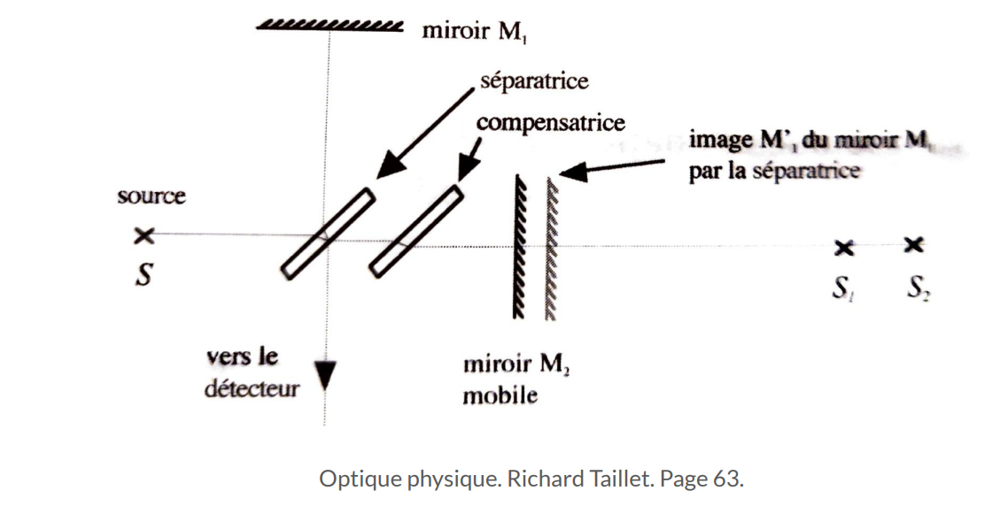 miroir M₁
séparatrice
compensatrice
image M'₁ du miroir M₁
par la séparatrice
source
S
S₁ S₂
vers le
détecteur
miroir M₂
mobile
Optique physique. Richard Taillet. Page 63.